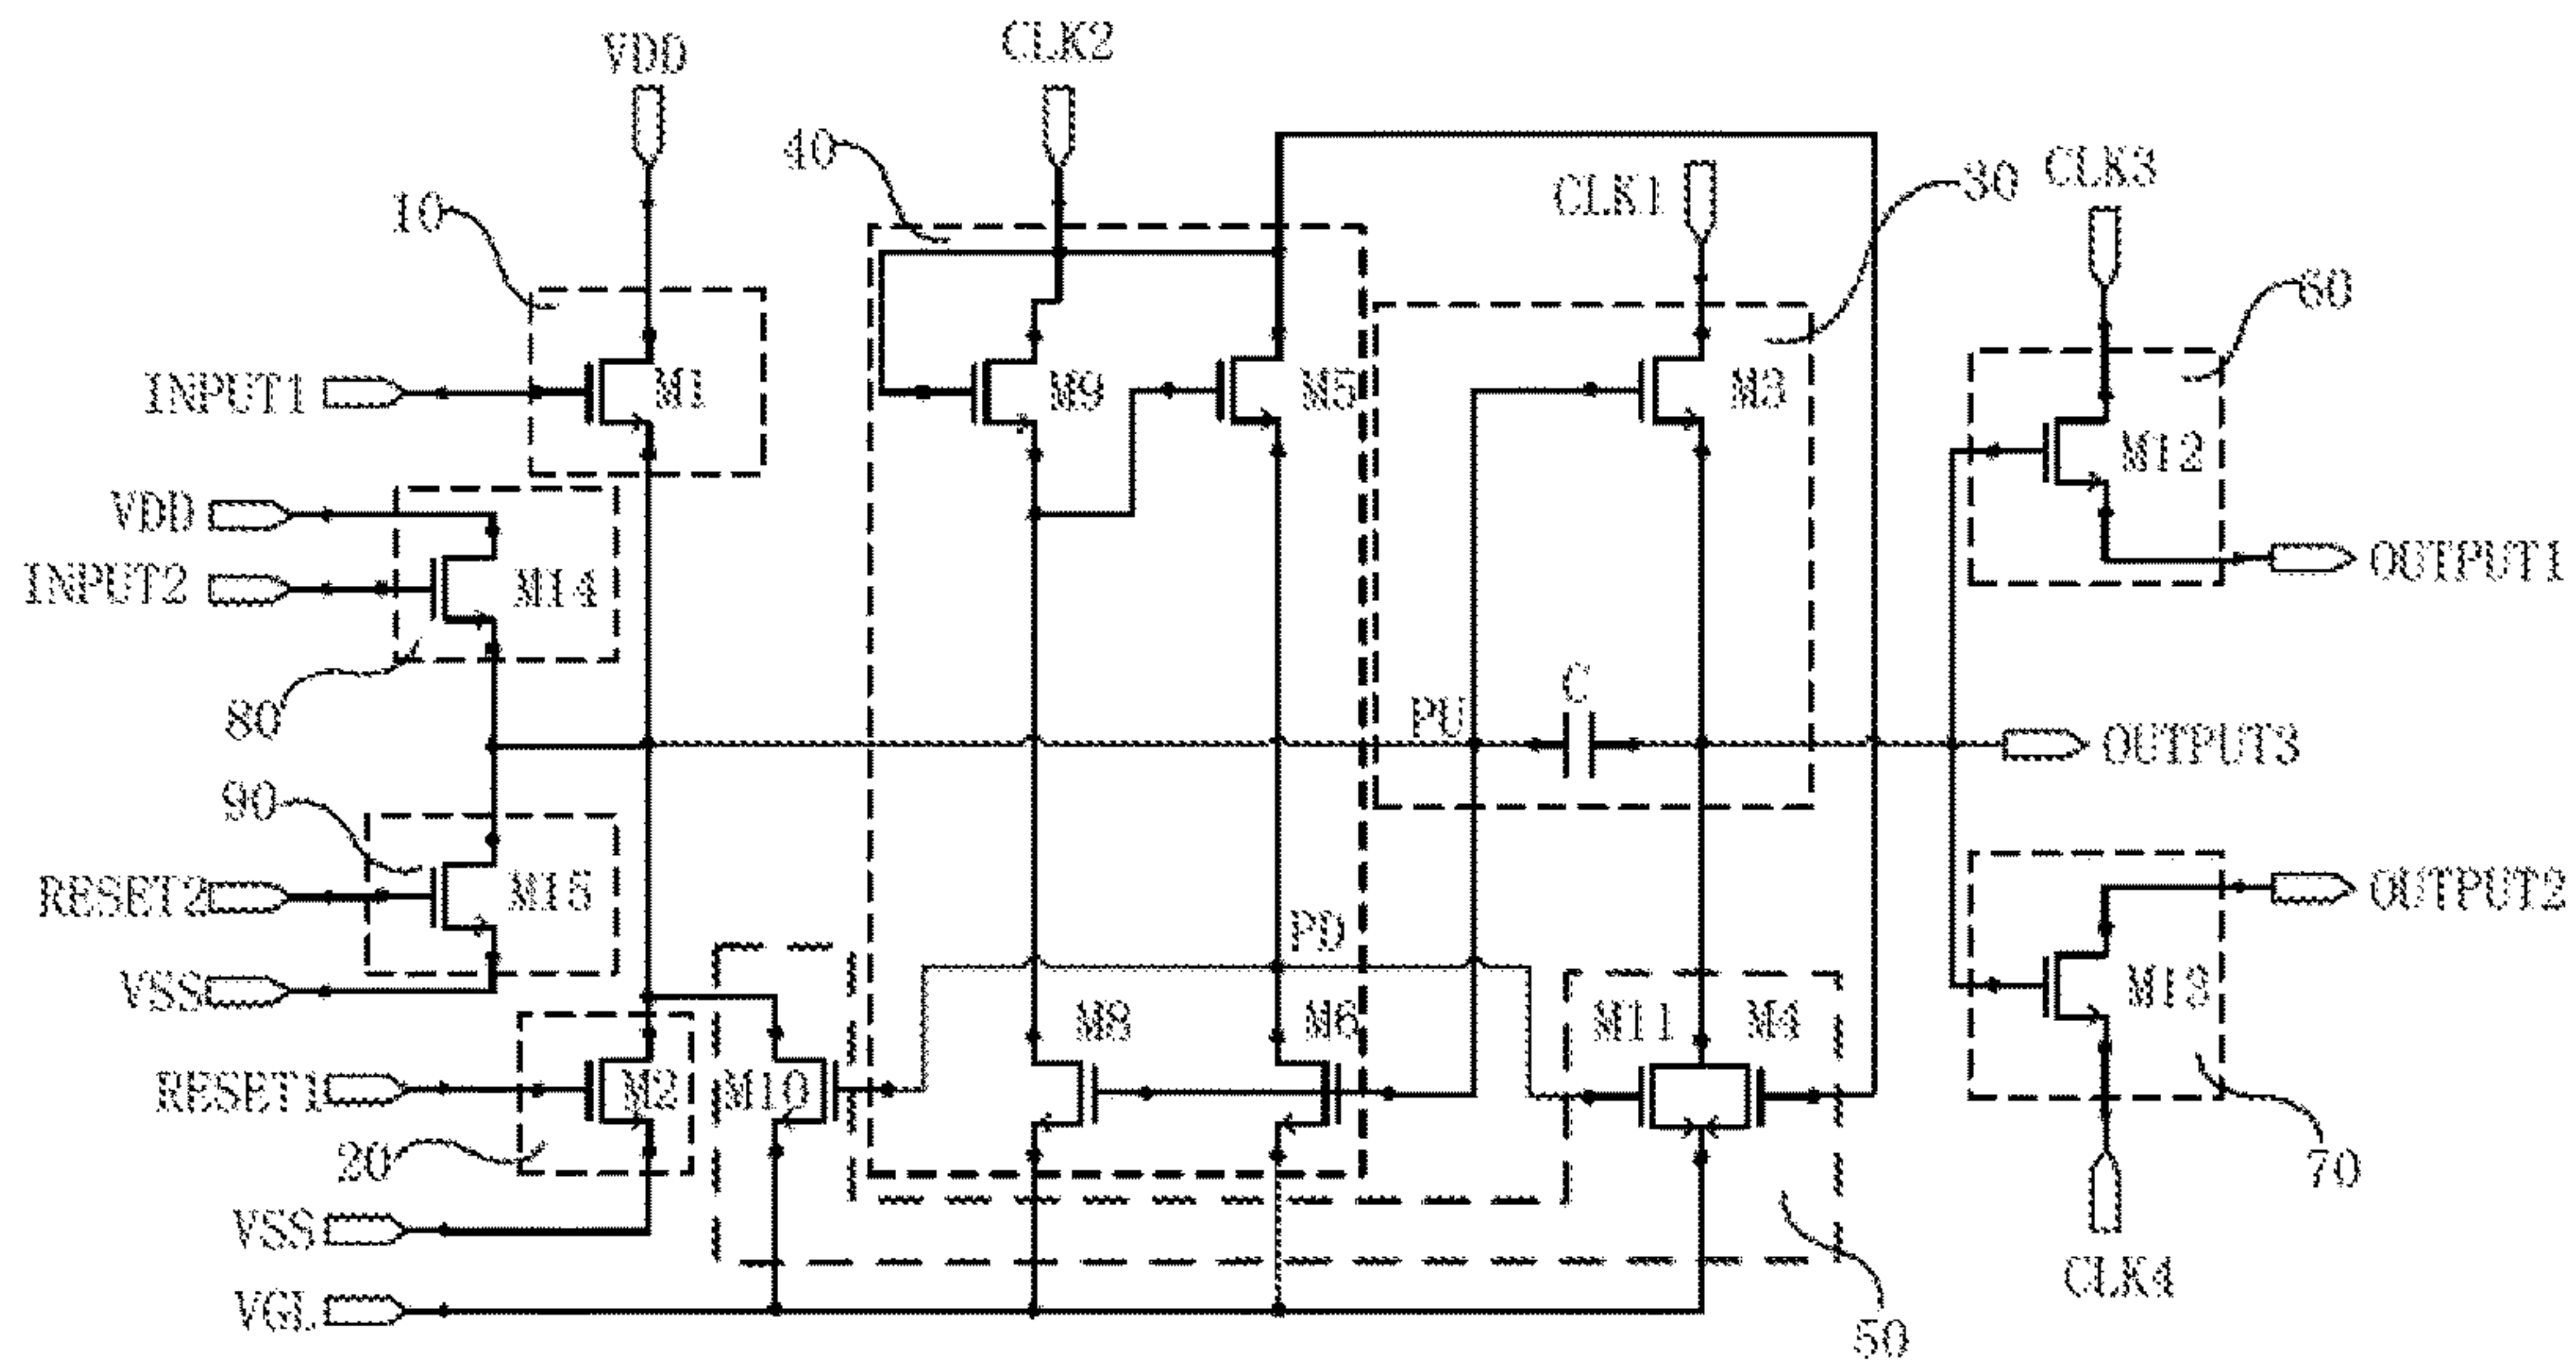 VDD
CLK2
40
CLK1
30
CLK3
10
60
INPUT1
M1
M9
M5
M3
M12
VDD
INPUT2
M14
OUTPUT1
80
PU
C
OUTPUT3
90
RESET2
M15
OUTPUT2
PD
VSS
M13
M8
M6
M11
M4
RESET1
M2
M10
20
70
VSS
VGL
CLK4
50